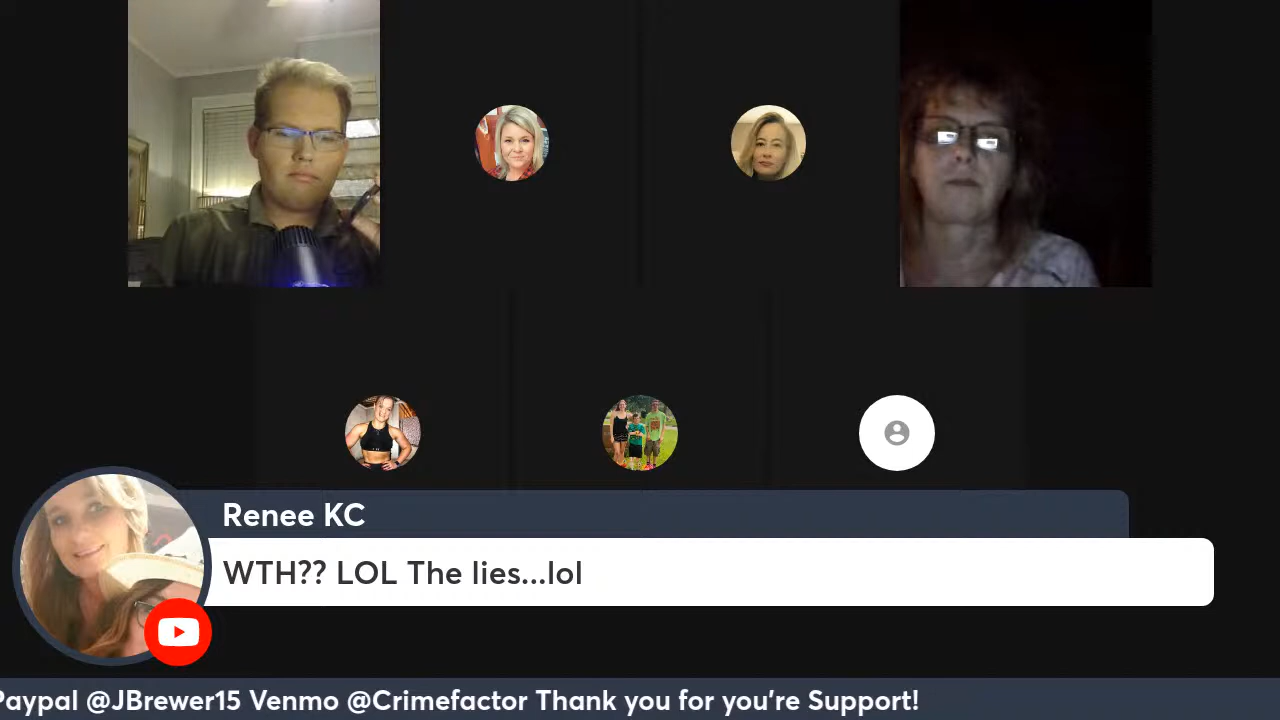 Renee KC
WTH?? LOL The lies...lol
Paypal @JBrewer15 Venmo @Crimefactor Thank you for you're Support!